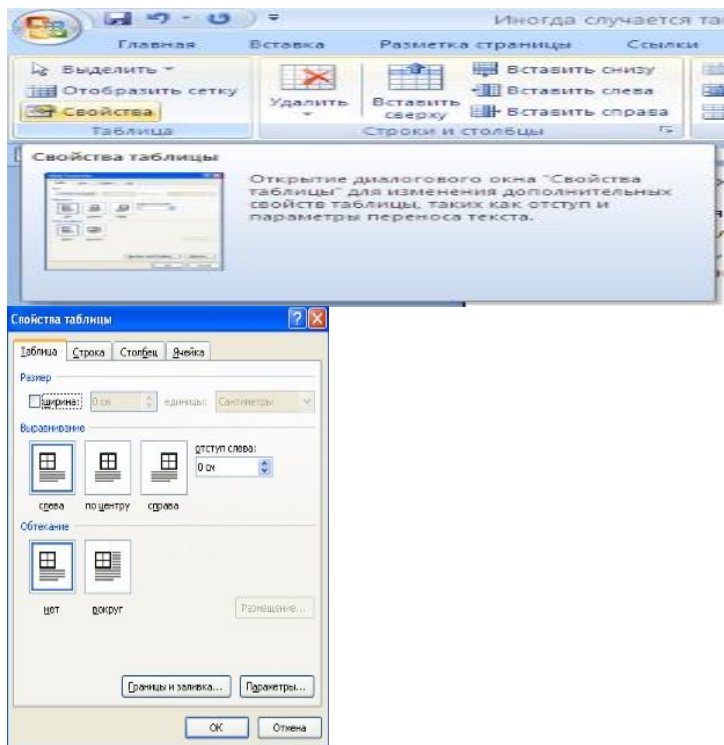 Иногда случается та
Главная Вставка Разметка страницы Ссылки
Выделить
Отобразить сетку
Свойства
Таблица
Удалить
Вставить сверху
Вставить снизу
Вставить слева
Вставить справа
Строки и столбцы
Свойства таблицы
Открытие диалогового окна "Свойства
таблицы" для изменения дополнительных
свойств таблицы, таких как отступ и
параметры переноса текста.
Свойства таблицы
Таблица Строка Столбец Ячейка
Размер
ширина: 0 см единицы: Сантиметры
Выравнивание
отступ слева:
0 см
слева по центру справа
Обтекание
нет вокруг
Размещение...
Границы и заливка... Параметры...
ОК Отмена